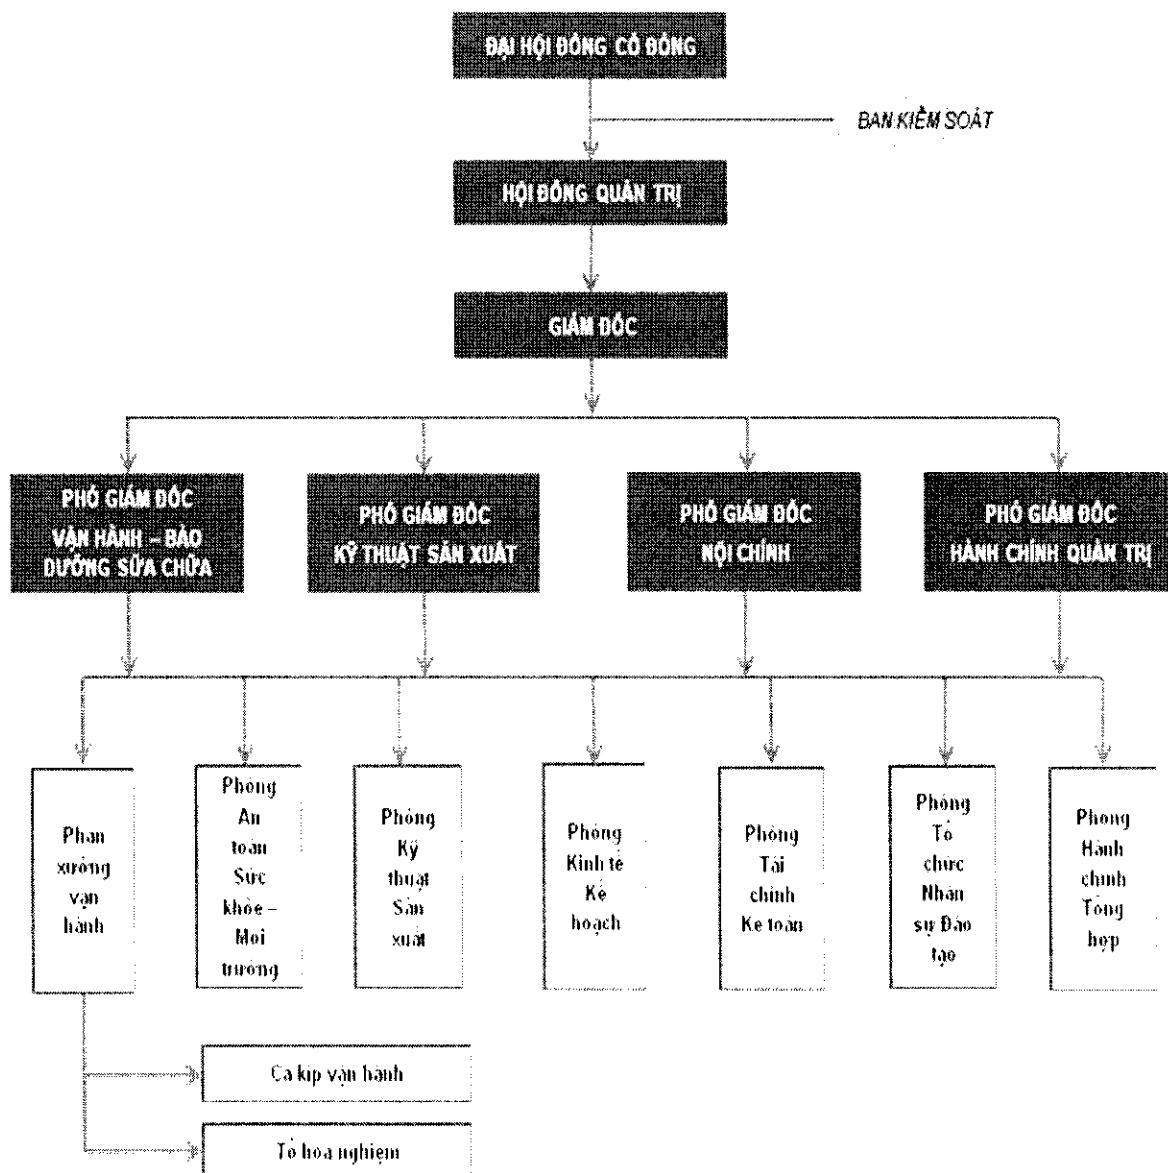 ĐẠI HỘI ĐỒNG CỔ ĐÔNG
BAN KIỂM SOÁT
HỘI ĐỒNG QUẢN TRỊ
GIÁM ĐỐC
PHÓ GIÁM ĐỐC
VẬN HÀNH – BẢO
DƯỠNG SỮA CHỮA
PHÓ GIÁM ĐỐC
KỸ THUẬT SẢN XUẤT
PHÓ GIÁM ĐỐC
NỘI CHÍNH
PHÓ GIÁM ĐỐC
HÀNH CHÍNH QUẢN TRỊ
Phân
xưởng
vận
hành
Phòng
An
toàn
Sức
khỏe –
Môi
trường
Phòng
Kỹ
thuật
Sản
xuất
Phòng
Kinh tế
Kế
hoạch
Phòng
Tài
chính
Kế toán
Phòng
Tổ
chức
Nhân
sự Đào
tạo
Phòng
Hành
chính
Tổng
hợp
Ca kíp vận hành
Tổ hóa nghiệm